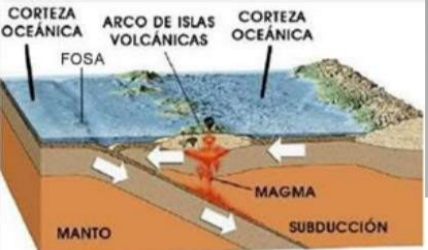 CORTEZA
OCEÁNICA
ARCO DE ISLAS
VOLCÁNICAS
CORTEZA
OCEÁNICA
FOSA
MAGMA
MANTO
SUBDUCCIÓN